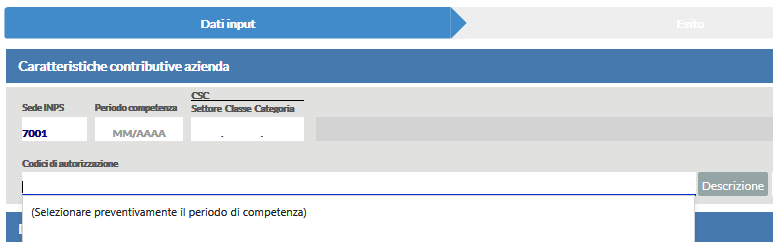 Dati input
Esito
Caratteristiche contributive azienda
CSC
Sede INPS Periodo competenza Settore Classe Categoria
7001 MM/AAAA . .
Codici di autorizzazione
Descrizione
(Selezionare preventivamente il periodo di competenza)